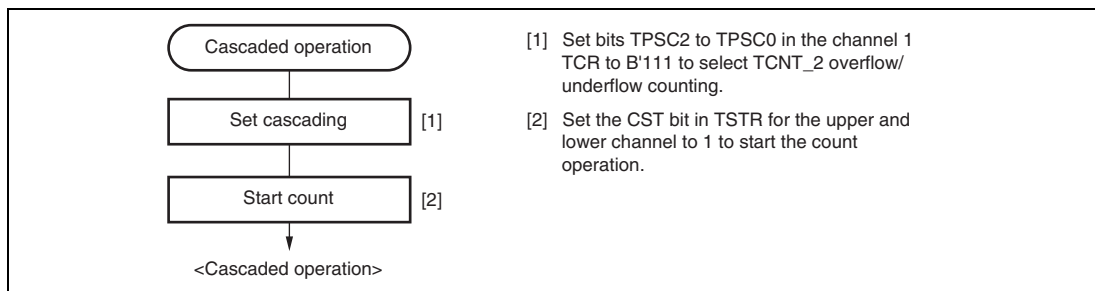 Cascaded operation
Set cascading
[1]
Start count
[2]
<Cascaded operation>
[1] Set bits TPSC2 to TPSC0 in the channel 1
TCR to B'111 to select TCNT_2 overflow/
underflow counting.
[2] Set the CST bit in TSTR for the upper and
lower channel to 1 to start the count
operation.